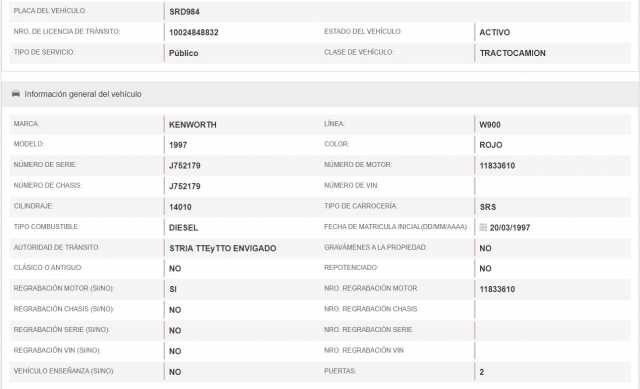 PLACA DEL VEHÍCULO: SRD984
NRO. DE LICENCIA DE TRÁNSITO: 10024848832 ESTADO DEL VEHÍCULO: ACTIVO
TIPO DE SERVICIO: Público CLASE DE VEHÍCULO: TRACTOCAMION
Información general del vehículo
MARCA: KENWORTH LÍNEA: W900
MODELO: 1997 COLOR: ROJO
NÚMERO DE SERIE: J752179 NÚMERO DE MOTOR: 11833610
NÚMERO DE CHASIS: J752179 NÚMERO DE VIN:
CILINDRAJE: 14010 TIPO DE CARROCERÍA: SRS
TIPO COMBUSTIBLE: DIESEL FECHA DE MATRICULA INICIAL(DD/MM/AAAA): 20/03/1997
AUTORIDAD DE TRÁNSITO: STRIA TTEyTTO ENVIGADO GRAVÁMENES A LA PROPIEDAD: NO
CLÁSICO O ANTIGUO: NO REPOTENCIADO: NO
REGRABACIÓN MOTOR (SI/NO): SI NRO. REGRABACIÓN MOTOR 11833610
REGRABACIÓN CHASIS (SI/NO): NO NRO. REGRABACIÓN CHASIS
REGRABACIÓN SERIE (SI/NO): NO NRO. REGRABACIÓN SERIE
REGRABACIÓN VIN (SI/NO): NO NRO. REGRABACIÓN VIN
VEHÍCULO ENSEÑANZA (SI/NO): NO PUERTAS: 2